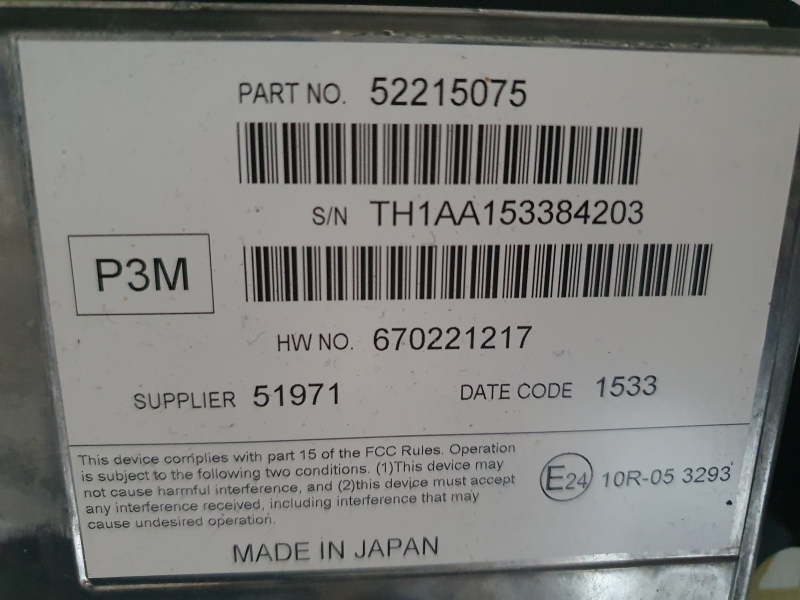 PART NO. 52215075
S/N TH1AA153384203
P3M
HW NO. 670221217
SUPPLIER 51971 DATE CODE 1533
This device complies with part 15 of the FCC Rules. Operation
is subject to the following two conditions. (1)This device may
not cause harmful interference, and (2)this device must accept
any interference received, including interference that may
cause undesired operation.
E24 10R-05 3293
MADE IN JAPAN